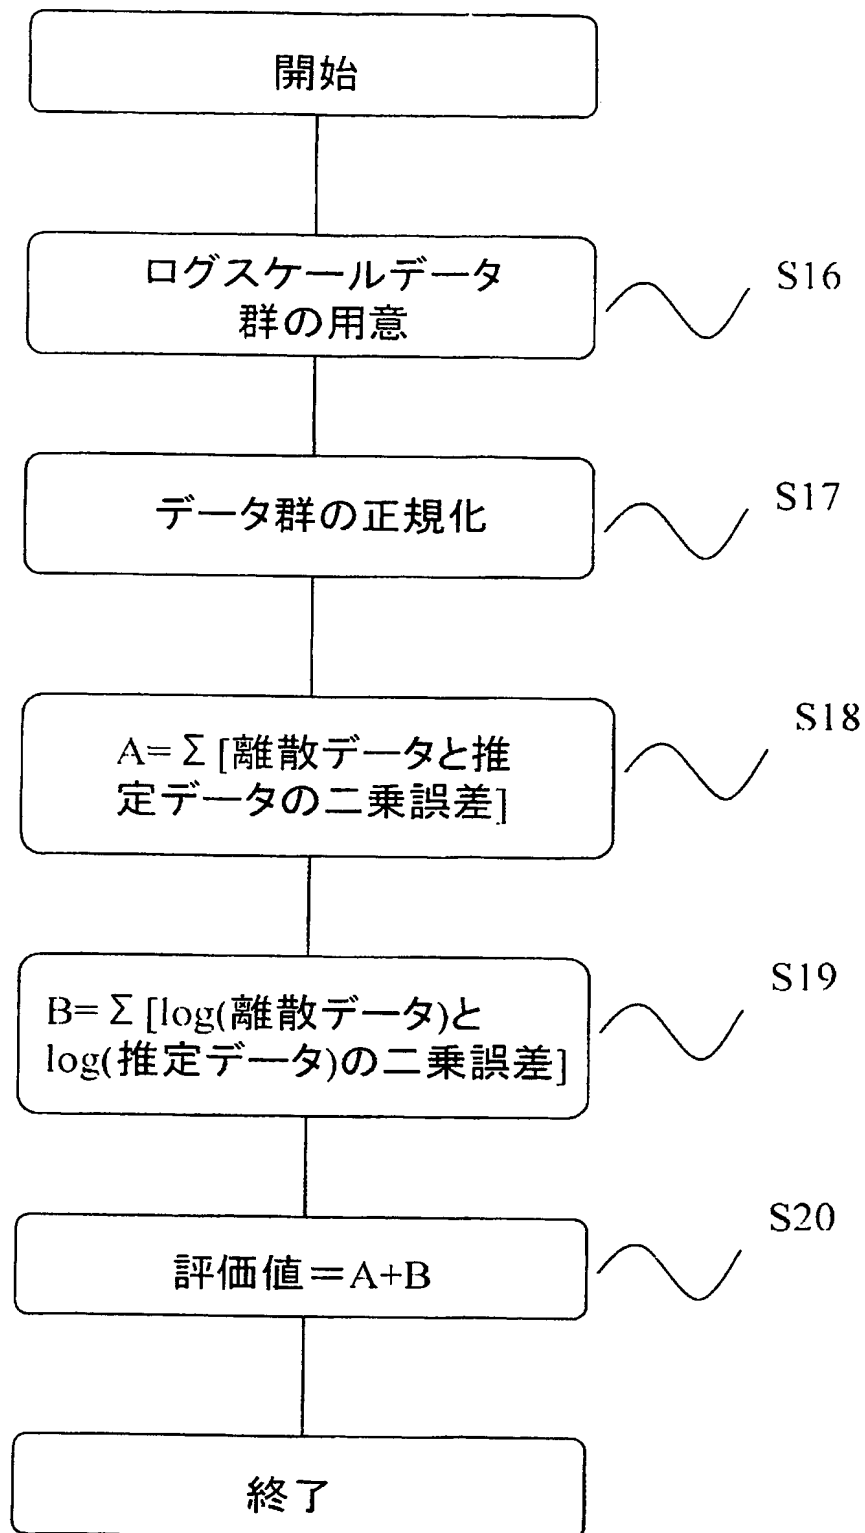 開始
ログスケールデータ
群の用意
S16
データ群の正規化
S17
A=Σ[離散データと推
定データの二乗誤差]
S18
B=Σ[log(離散データ)と
log(推定データ)の二乗誤差]
S19
評価値＝A+B
S20
終了